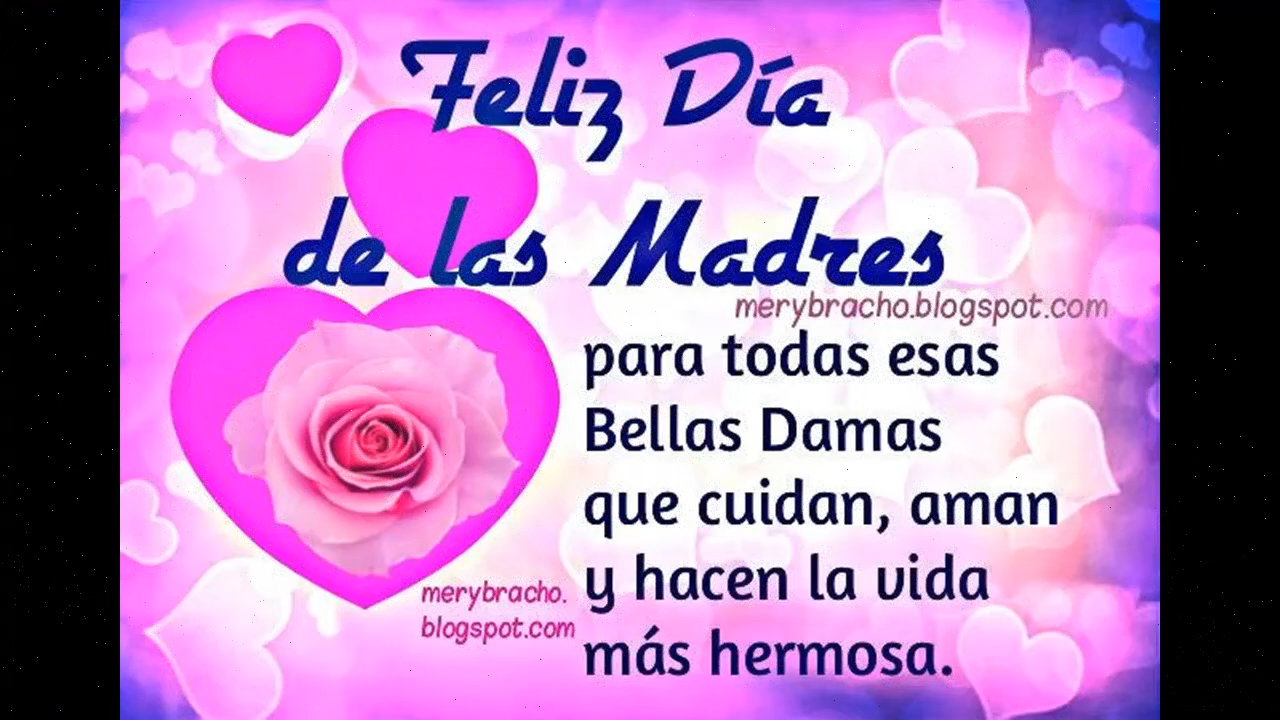 Feliz Día
de las Madres
merybracho.blogspot.com
para todas esas
Bellas Damas
que cuidan, aman
y hacen la vida
más hermosa.
merybracho.
blogspot.com